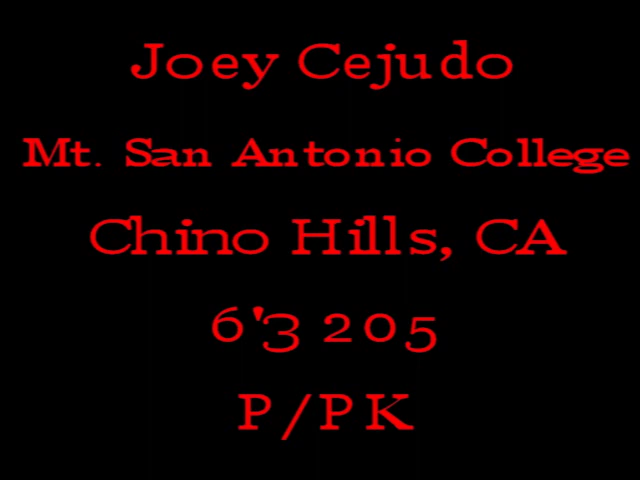 Joey Cejudo
Mt. San Antonio College
Chino Hills, CA
6'3 205
P/PK